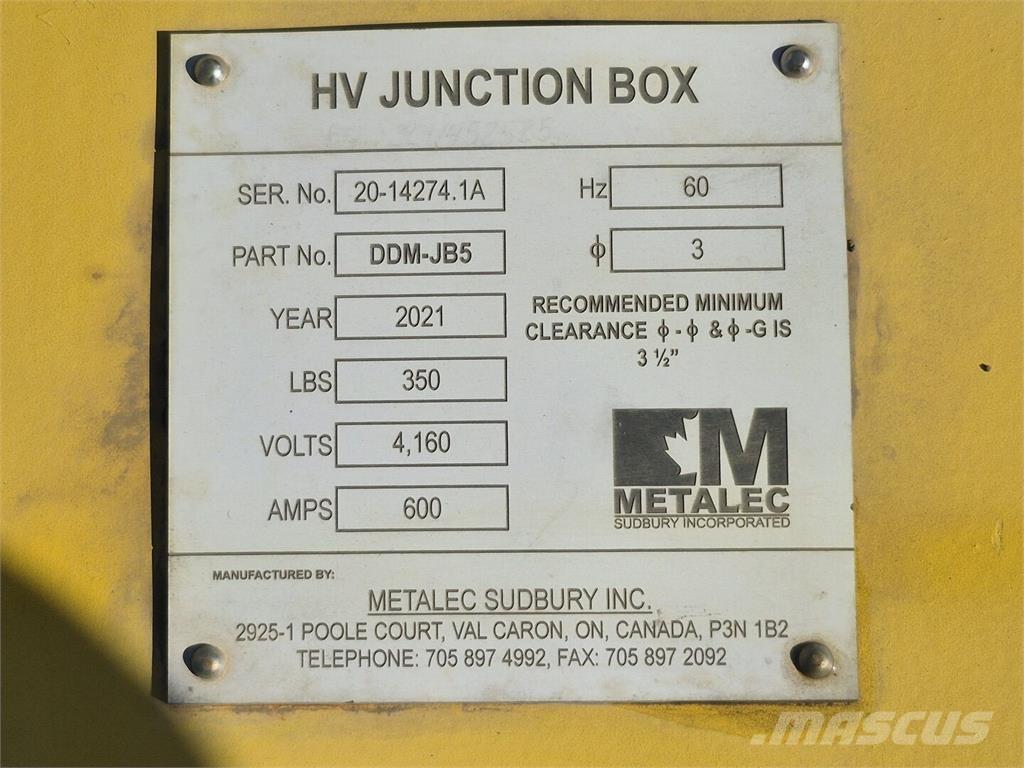 HV JUNCTION BOX
SER. No. 20-14274.1A
PART No. DDM-JB5
YEAR 2021
LBS 350
VOLTS 4,160
AMPS 600
Hz 60
ϕ 3
RECOMMENDED MINIMUM
CLEARANCE ϕ - ϕ & ϕ -G IS
3 ½”
M
METALEC
SUDBURY INCORPORATED
MANUFACTURED BY:
METALEC SUDBURY INC.
2925-1 POOLE COURT, VAL CARON, ON, CANADA, P3N 1B2
TELEPHONE: 705 897 4992, FAX: 705 897 2092
MASCUS